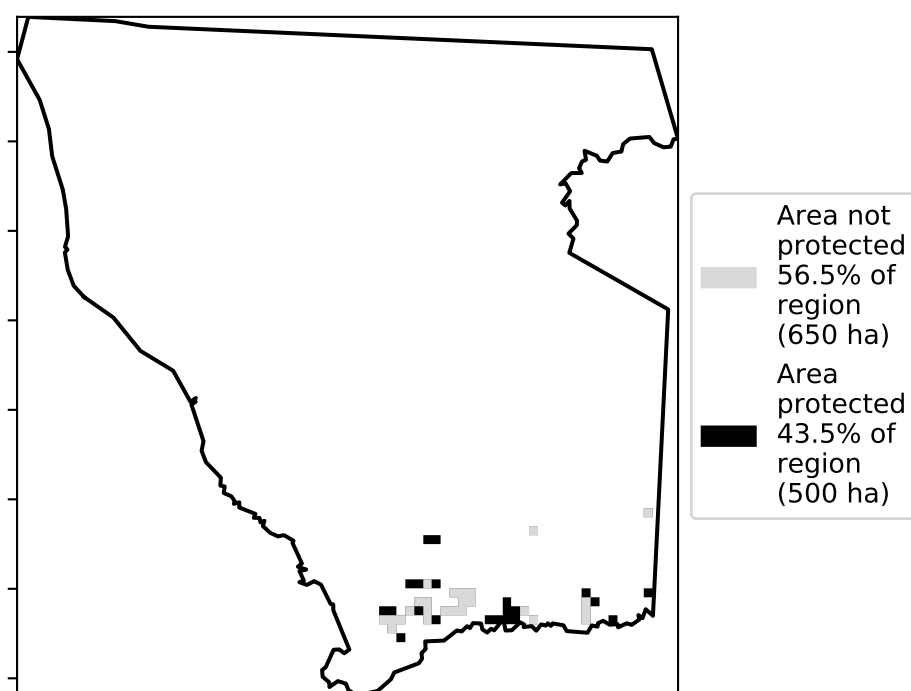 Area not
protected
56.5% of
region
(650 ha)
Area
protected
43.5% of
region
(500 ha)